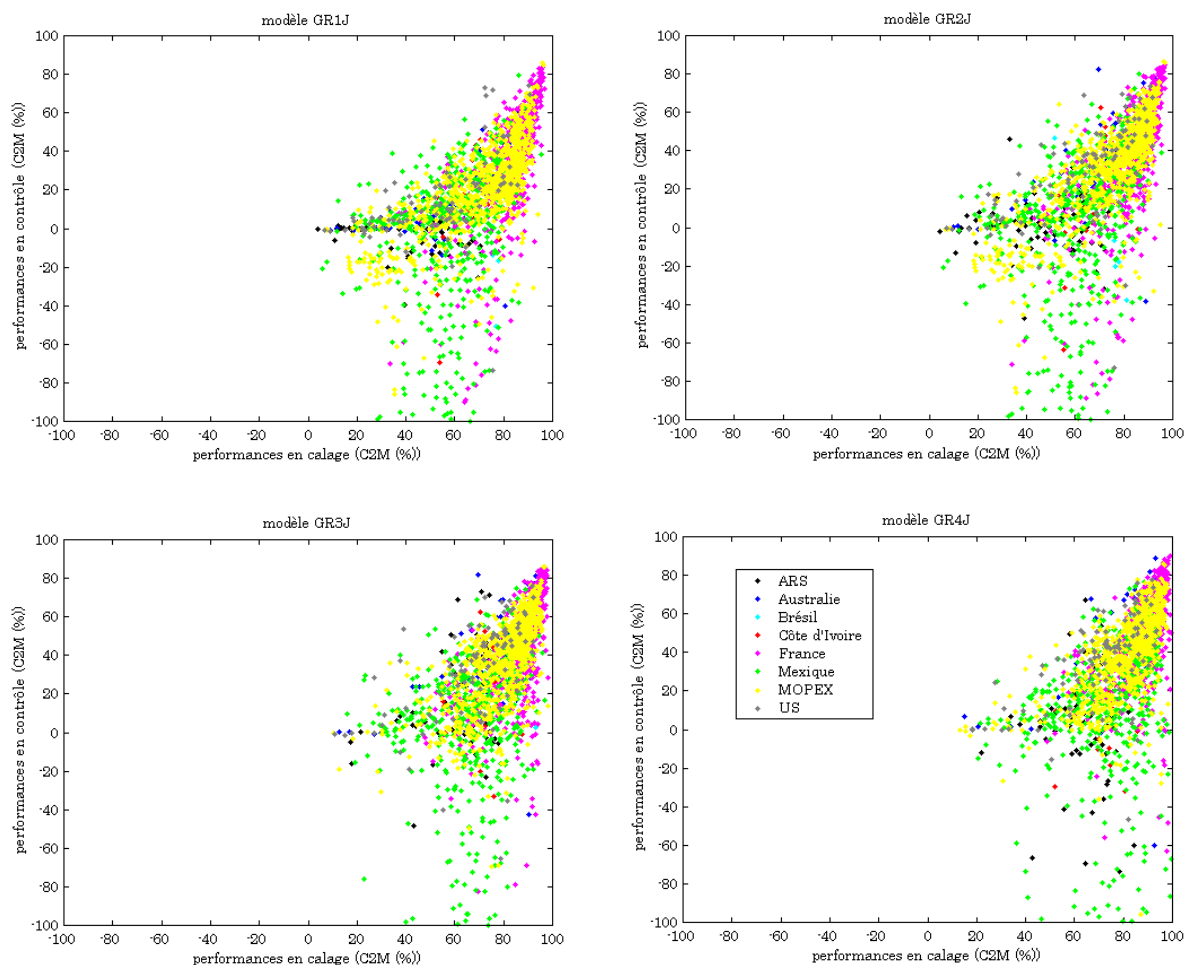 modèle GR1J
100
80
60
40
20
0
-20
-40
-60
-80
-100
-100 -80 -60 -40 -20 0 20 40 60 80 100
performances en contrôle (C2M (%))
performances en calage (C2M (%))
modèle GR2J
100
80
60
40
20
0
-20
-40
-60
-80
-100
-100 -80 -60 -40 -20 0 20 40 60 80 100
performances en contrôle (C2M (%))
performances en calage (C2M (%))
modèle GR3J
100
80
60
40
20
0
-20
-40
-60
-80
-100
-100 -80 -60 -40 -20 0 20 40 60 80 100
performances en contrôle (C2M (%))
performances en calage (C2M (%))
modèle GR4J
100
80
60
40
20
0
-20
-40
-60
-80
-100
-100 -80 -60 -40 -20 0 20 40 60 80 100
performances en contrôle (C2M (%))
performances en calage (C2M (%))
ARS
Australie
Brésil
Côte d'Ivoire
France
Mexique
MOPEX
US